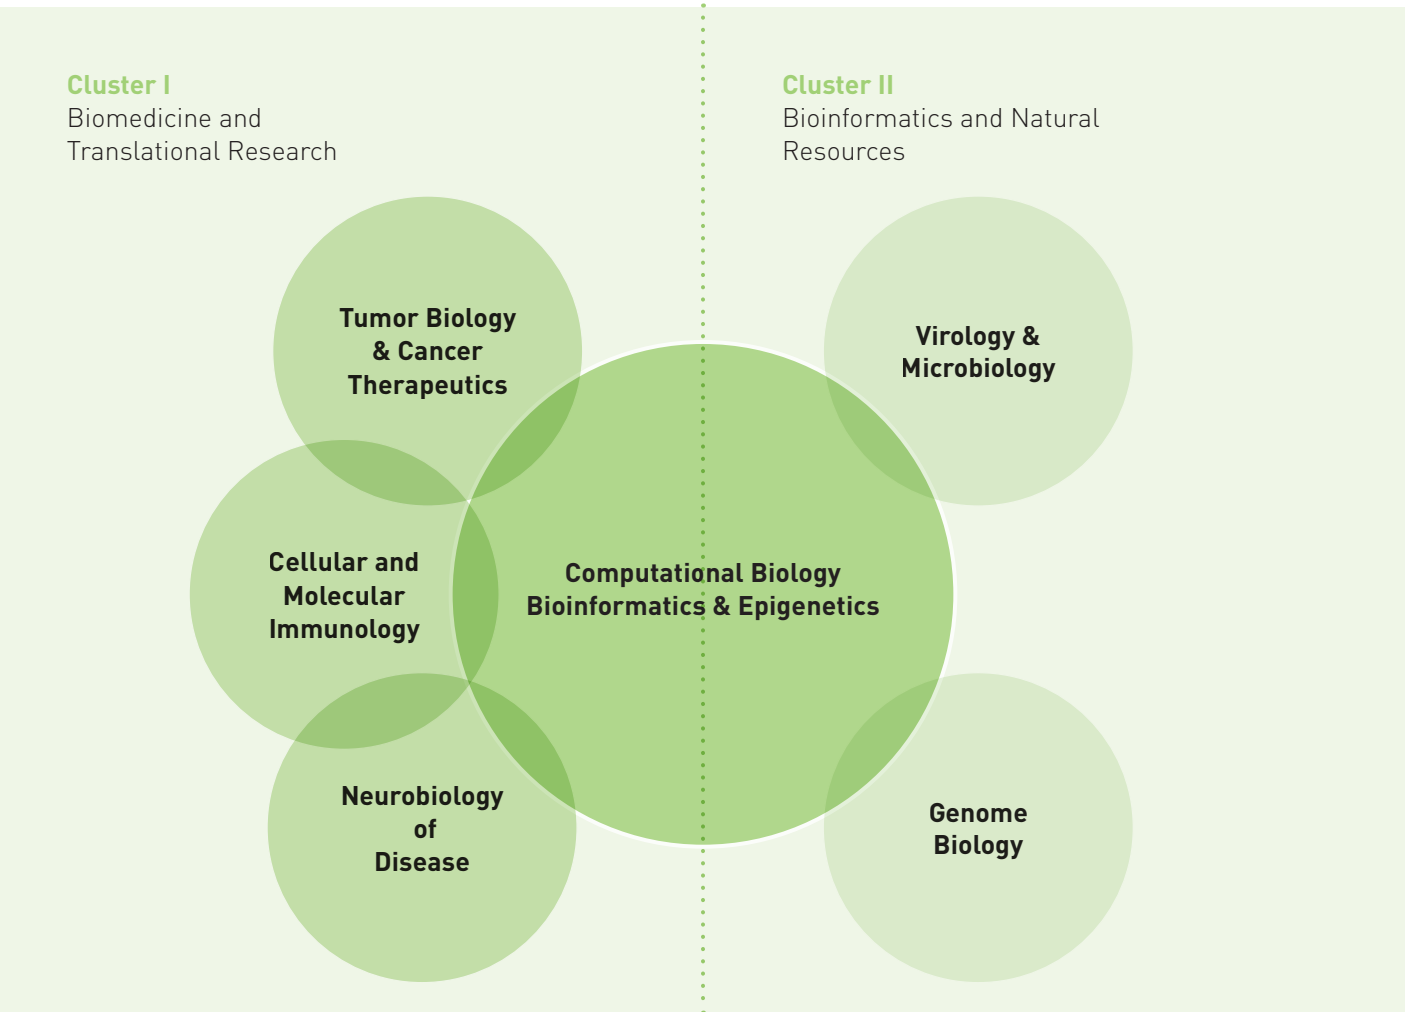 Cluster I
Biomedicine and
Translational Research
Cluster II
Bioinformatics and Natural
Resources
Tumor Biology
& Cancer
Therapeutics
Virology &
Microbiology
Cellular and
Molecular
Immunology
Computational Biology
Bioinformatics & Epigenetics
Neurobiology
of
Disease
Genome
Biology